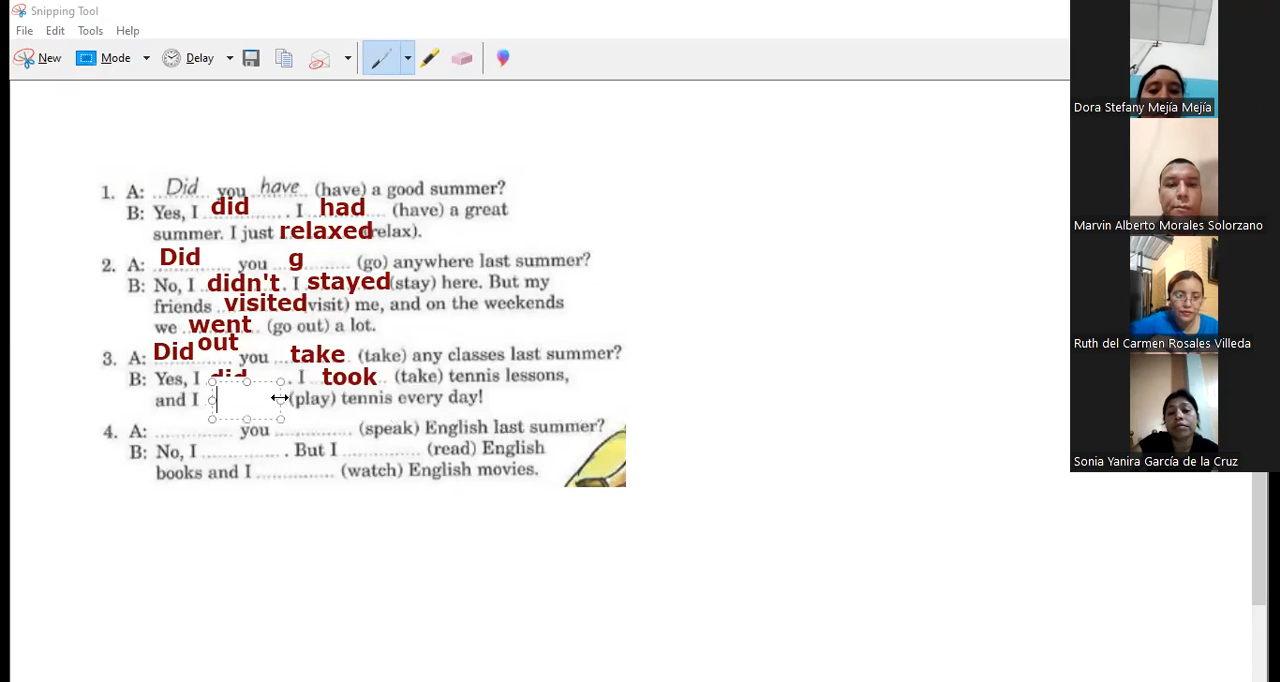 Snipping Tool
File Edit Tools Help
New Mode Delay
1. A: Did you have (have) a good summer?
B: Yes, I did. I had (have) a great
summer. I just relaxed relax).
2. A: Did you g (go) anywhere last summer?
B: No, I didn't. I stayed (stay) here. But my
friends visited visit) me, and on the weekends
we went out (go out) a lot.
3. A: Did you take (take) any classes last summer?
B: Yes, I did. I took (take) tennis lessons,
and I (play) tennis every day!
4. A: ............ you ............ (speak) English last summer?
B: No, I ............ . But I ............ (read) English
books and I ............ (watch) English movies.
Dora Stefany Mejía Mejía
Marvin Alberto Morales Solorzano
Ruth del Carmen Rosales Villeda
Sonia Yanira García de la Cruz